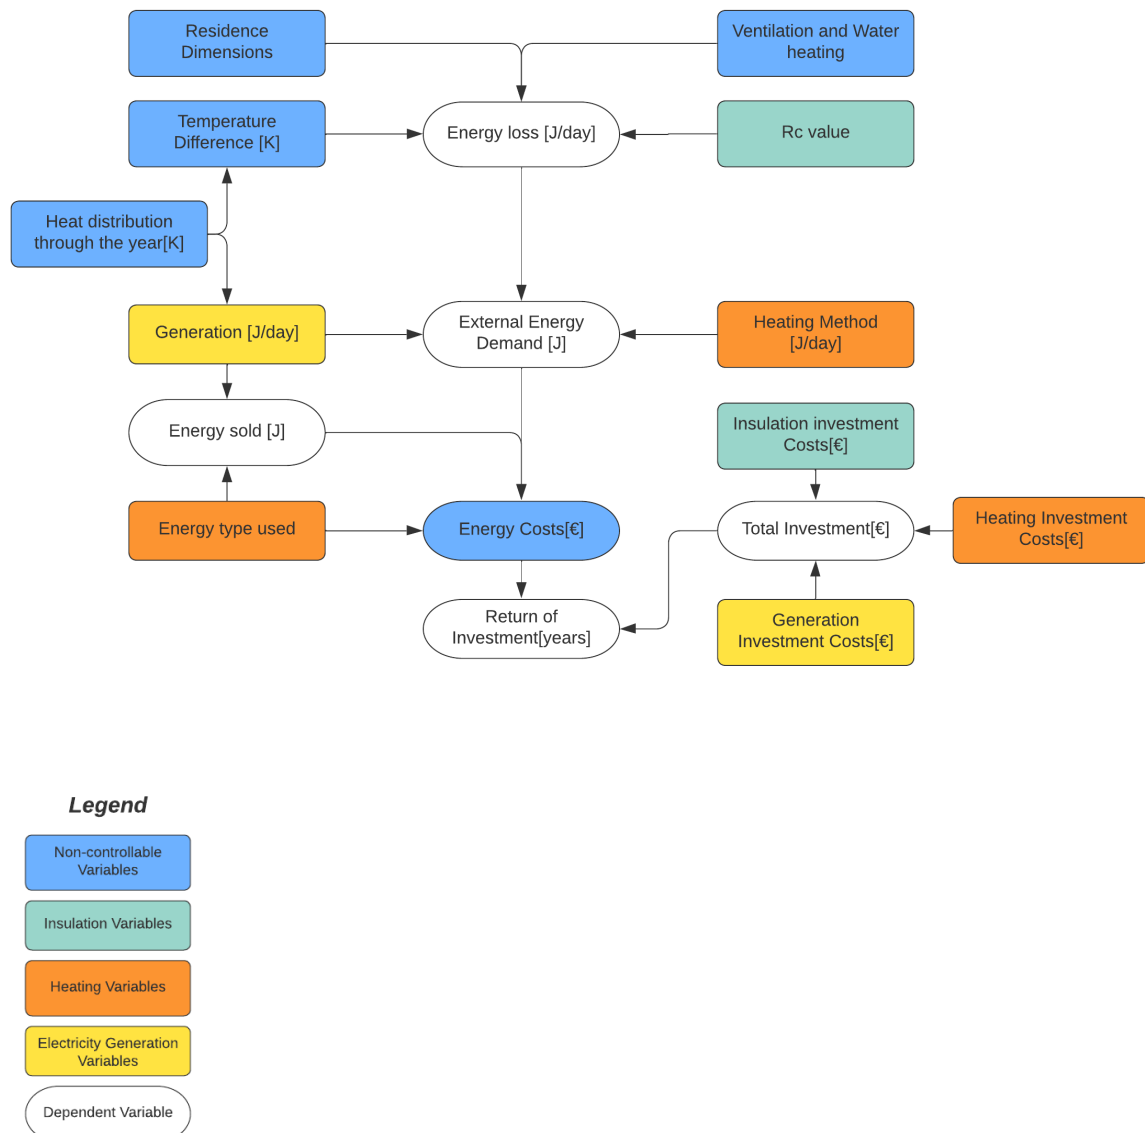 Residence
Dimensions
Ventilation and Water
heating
Temperature
Difference [K]
Energy loss [J/day]
Rc value
Heat distribution
through the year[K]
Generation [J/day]
External Energy
Demand [J]
Heating Method
[J/day]
Energy sold [J]
Insulation investment
Costs[€]
Energy type used
Energy Costs[€]
Total Investment[€]
Heating Investment
Costs[€]
Return of
Investment[years]
Generation
Investment Costs[€]
Legend
Non-controllable
Variables
Insulation Variables
Heating Variables
Electricity Generation
Variables
Dependent Variable